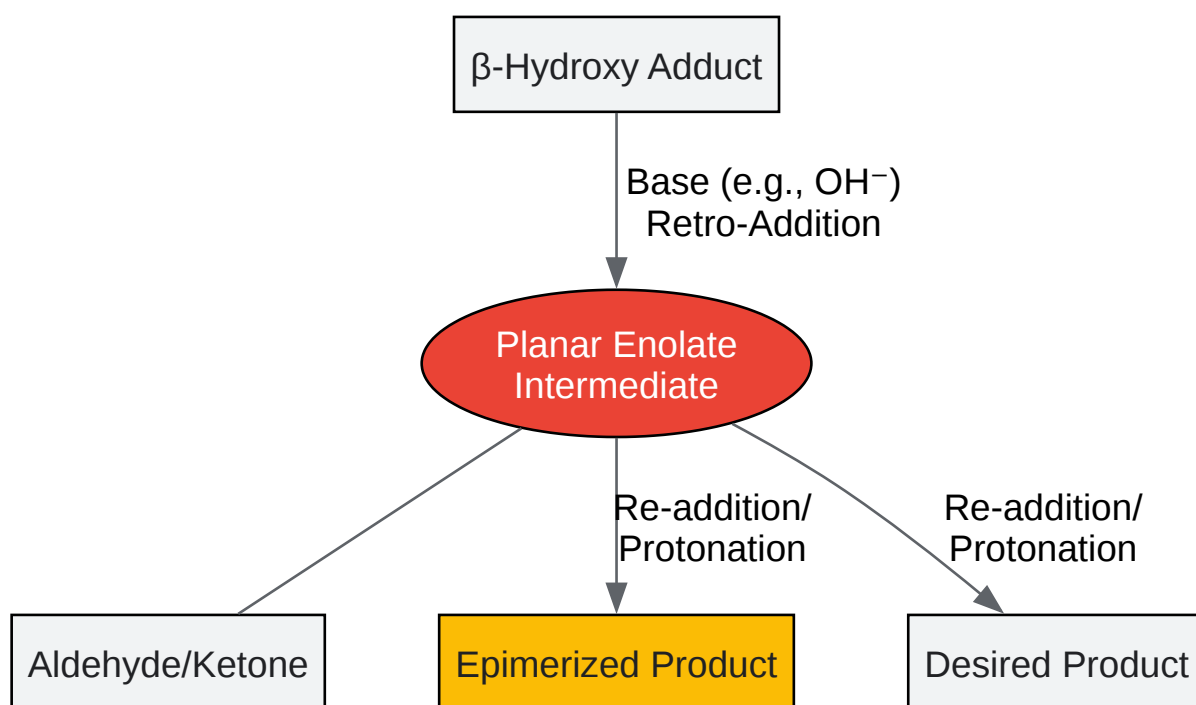 β-Hydroxy Adduct
Base (e.g., OH⁻)
Retro-Addition
Planar Enolate
Intermediate
Re-addition/
Protonation
Re-addition/
Protonation
Aldehyde/Ketone
Epimerized Product
Desired Product